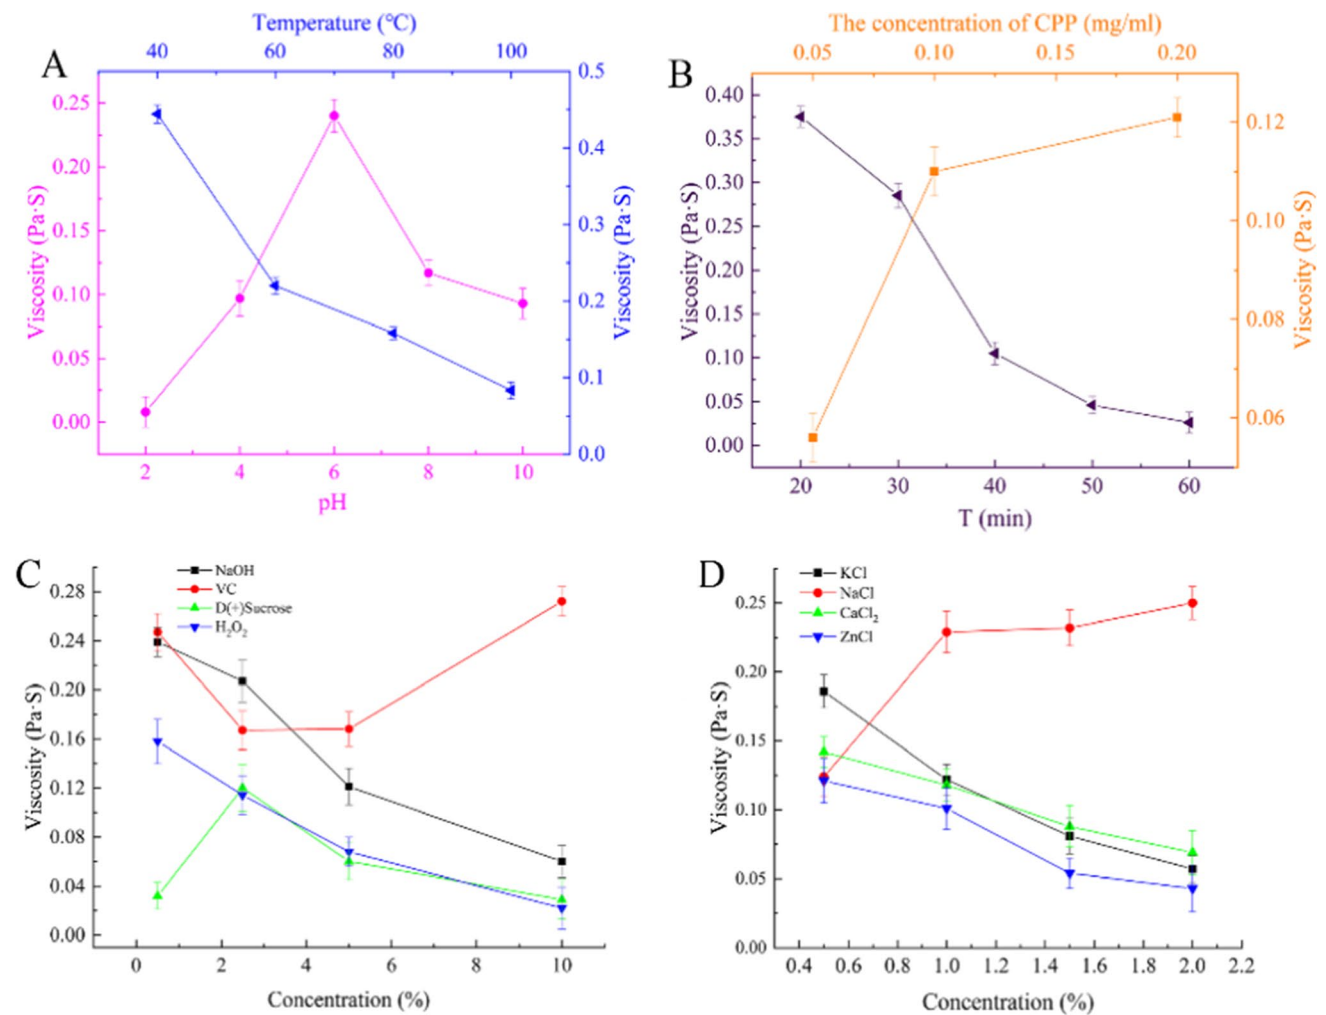 A
Temperature (℃)
40 60 80 100
0.25
0.20
0.15
0.10
0.05
0.00
Viscosity (Pa·S)
0.5
0.4
0.3
0.2
0.1
0.0
Viscosity (Pa·S)
2 4 6 8 10
pH
B
The concentration of CPP (mg/ml)
0.05 0.10 0.15 0.20
0.40
0.35
0.30
0.25
0.20
0.15
0.10
0.05
0.00
Viscosity (Pa·S)
0.12
0.10
0.08
0.06
Viscosity (Pa·S)
20 30 40 50 60
T (min)
C
NaOH
VC
D(+)Sucrose
H₂O₂
0.28
0.24
0.20
0.16
0.12
0.08
0.04
0.00
Viscosity (Pa·S)
0 2 4 6 8 10
Concentration (%)
D
KCl
NaCl
CaCl₂
ZnCl
0.25
0.20
0.15
0.10
0.05
0.00
Viscosity (Pa·S)
0.4 0.6 0.8 1.0 1.2 1.4 1.6 1.8 2.0 2.2
Concentration (%)